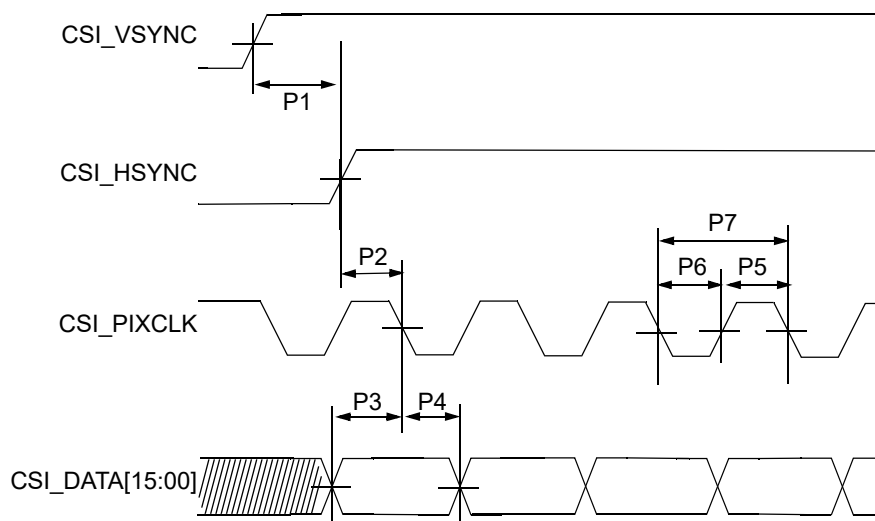 CSI_VSYNC
P1
CSI_HSYNC
P7
P2
P6
P5
CSI_PIXCLK
P3
P4
CSI_DATA[15:00]